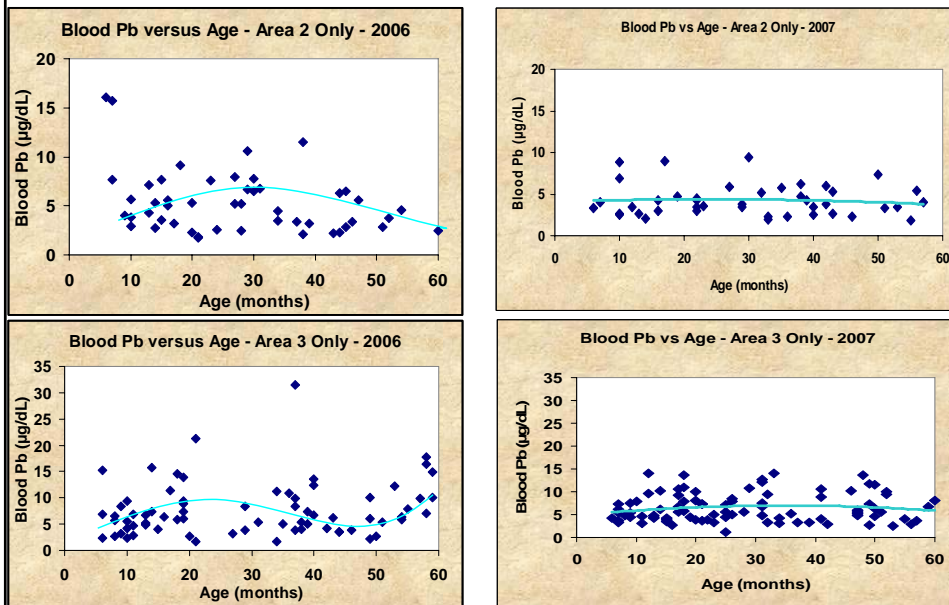 Blood Pb versus Age - Area 2 Only - 2006
Blood Pb (µg/dL)
20
15
10
5
0
0 10 20 30 40 50 60
Age (months)
Blood Pb vs Age - Area 2 Only - 2007
Blood Pb (µg/dL)
20
15
10
5
0
0 10 20 30 40 50 60
Age (months)
Blood Pb versus Age - Area 3 Only - 2006
Blood Pb (µg/dL)
35
30
25
20
15
10
5
0
0 10 20 30 40 50 60
Age (months)
Blood Pb vs Age - Area 3 Only - 2007
Blood Pb (µg/dL)
35
30
25
20
15
10
5
0
0 10 20 30 40 50 60
Age (months)